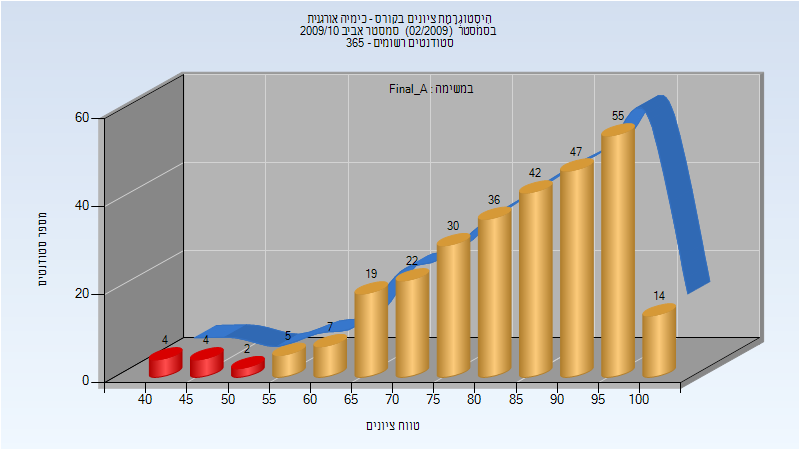 היסטוגרמת ציונים בקורס - כימיה אורגנית
בסמסטר (02/2009) סמסטר אביב 2009/10
סטודנטים רשומים - 365
במשימה : Final_A
60
40
20
0
מספר סטודנטים
4
4
2
5
7
19
22
30
36
42
47
55
14
40 45 50 55 60 65 70 75 80 85 90 95 100
טווח ציונים